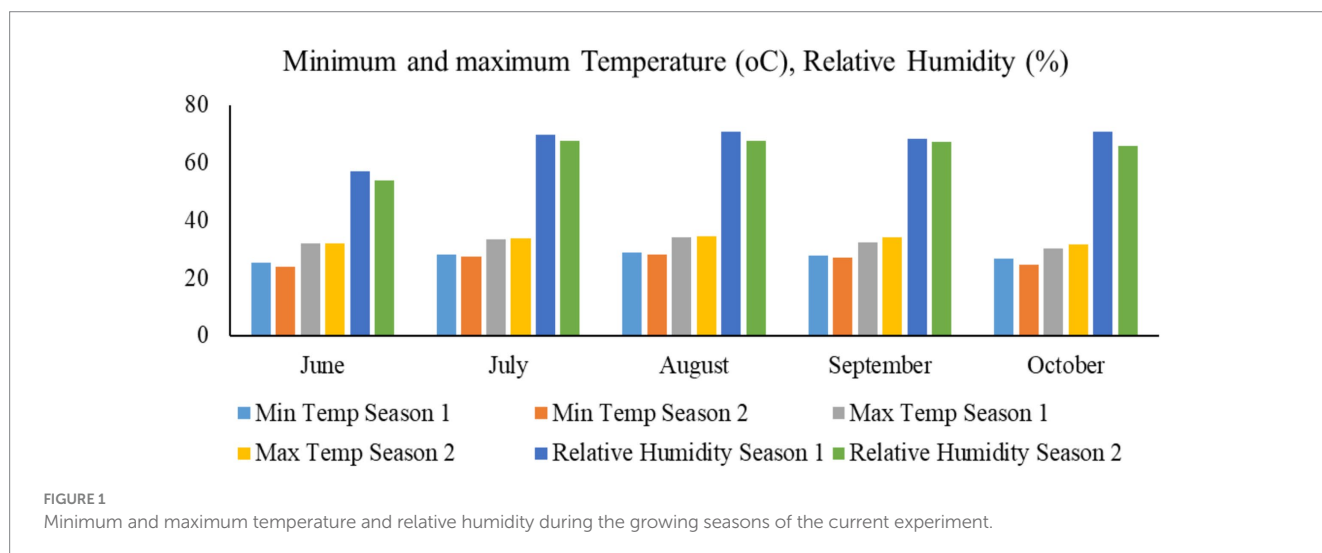 Minimum and maximum Temperature (oC), Relative Humidity (%)
80
60
40
20
0
June July August September October
Min Temp Season 1 Min Temp Season 2 Max Temp Season 1
Max Temp Season 2 Relative Humidity Season 1 Relative Humidity Season 2
FIGURE 1
Minimum and maximum temperature and relative humidity during the growing seasons of the current experiment.